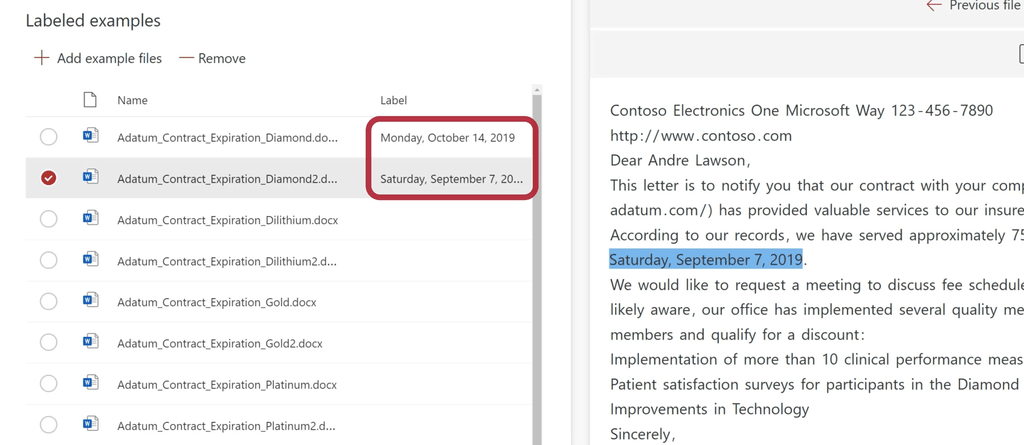 Labeled examples
Add example files
Remove
Name
Label
Adatum_Contract_Expiration_Diamond.do...
Monday, October 14, 2019
Adatum_Contract_Expiration_Diamond2.d...
Saturday, September 7, 20...
Adatum_Contract_Expiration_Dilithium.docx
Adatum_Contract_Expiration_Dilithium2.d...
Adatum_Contract_Expiration_Gold.docx
Adatum_Contract_Expiration_Gold2.docx
Adatum_Contract_Expiration_Platinum.docx
Adatum_Contract_Expiration_Platinum2.d...
Previous file
Contoso Electronics One Microsoft Way 123-456-7890
http://www.contoso.com
Dear Andre Lawson,
This letter is to notify you that our contract with your
adatum.com/) has provided valuable services to our
According to our records, we have served approximately
Saturday, September 7, 2019.
We would like to request a meeting to discuss fee
likely aware, our office has implemented several quality
members and qualify for a discount:
Implementation of more than 10 clinical performance
Patient satisfaction surveys for participants in the Diamond
Improvements in Technology
Sincerely,